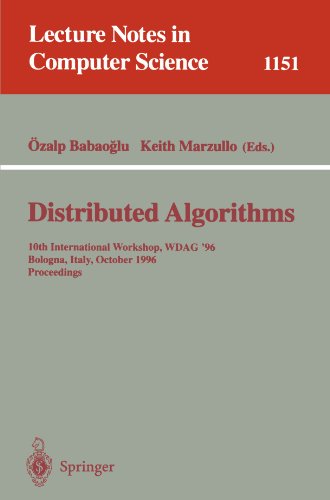 Lecture Notes in
Computer Science 1151
Özalp Babaoğlu Keith Marzullo (Eds.)
Distributed Algorithms
10th International Workshop, WDAG '96
Bologna, Italy, October 1996
Proceedings
Springer